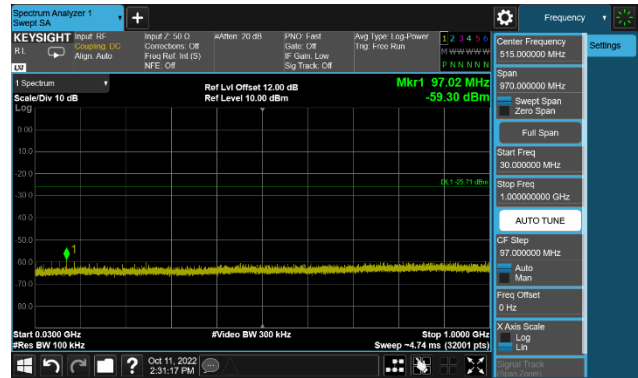 Spectrum Analyzer 1
Swept SA
+
Frequency
KEYSIGHT
Input: RF
Coupling: DC
Align: Auto
Input Z: 50 Ω
Corrections: Off
Freq Ref: Int (S)
NFE: Off
#Atten: 20 dB
PNO: Fast
Gate: Off
IF Gain: Low
Sig Track: Off
Avg Type: Log-Power
Trig: Free Run
1 2 3 4 5 6
M W W W W W
P N N N N N
RL
LXI
Center Frequency
515.000000 MHz
Settings
1 Spectrum
Scale/Div 10 dB
Log
Ref Lvl Offset 12.00 dB
Ref Level 10.00 dBm
Mkr1 97.02 MHz
-59.30 dBm
Span
970.000000 MHz
Swept Span
Zero Span
Full Span
0.00
-10.0
-20.0
-30.0
-40.0
-50.0
-60.0
-70.0
-80.0
DL1 -25.71 dBm
1
Start Freq
30.000000 MHz
Stop Freq
1.000000000 GHz
AUTO TUNE
CF Step
97.000000 MHz
Auto
Man
Freq Offset
0 Hz
X Axis Scale
Log
Lin
Signal Track
(Span Zoom)
Start 0.0300 GHz
#Res BW 100 kHz
#Video BW 300 kHz
Stop 1.0000 GHz
Sweep ~4.74 ms (32001 pts)
?
Oct 11, 2022
2:31:17 PM